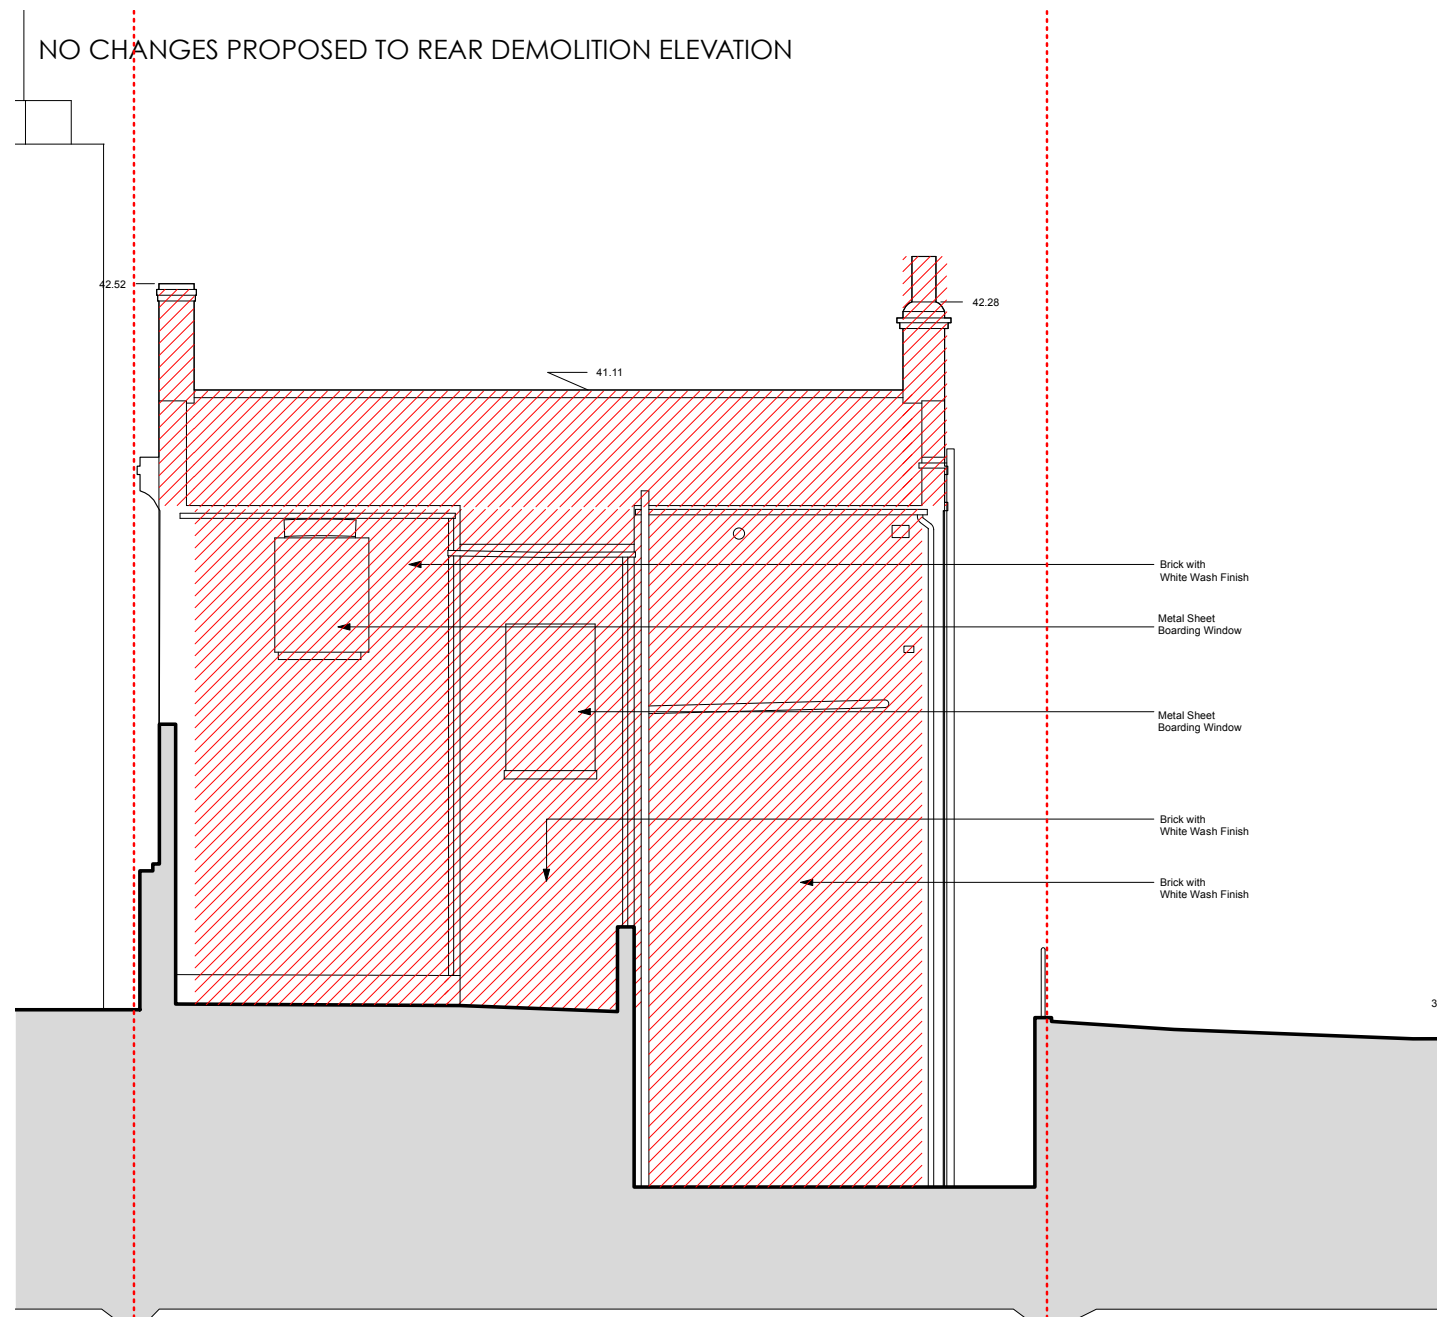 NO CHANGES PROPOSED TO REAR DEMOLITION ELEVATION
42.52
42.28
41.11
Brick with
White Wash Finish
Metal Sheet
Boarding Window
Metal Sheet
Boarding Window
Brick with
White Wash Finish
Brick with
White Wash Finish
3